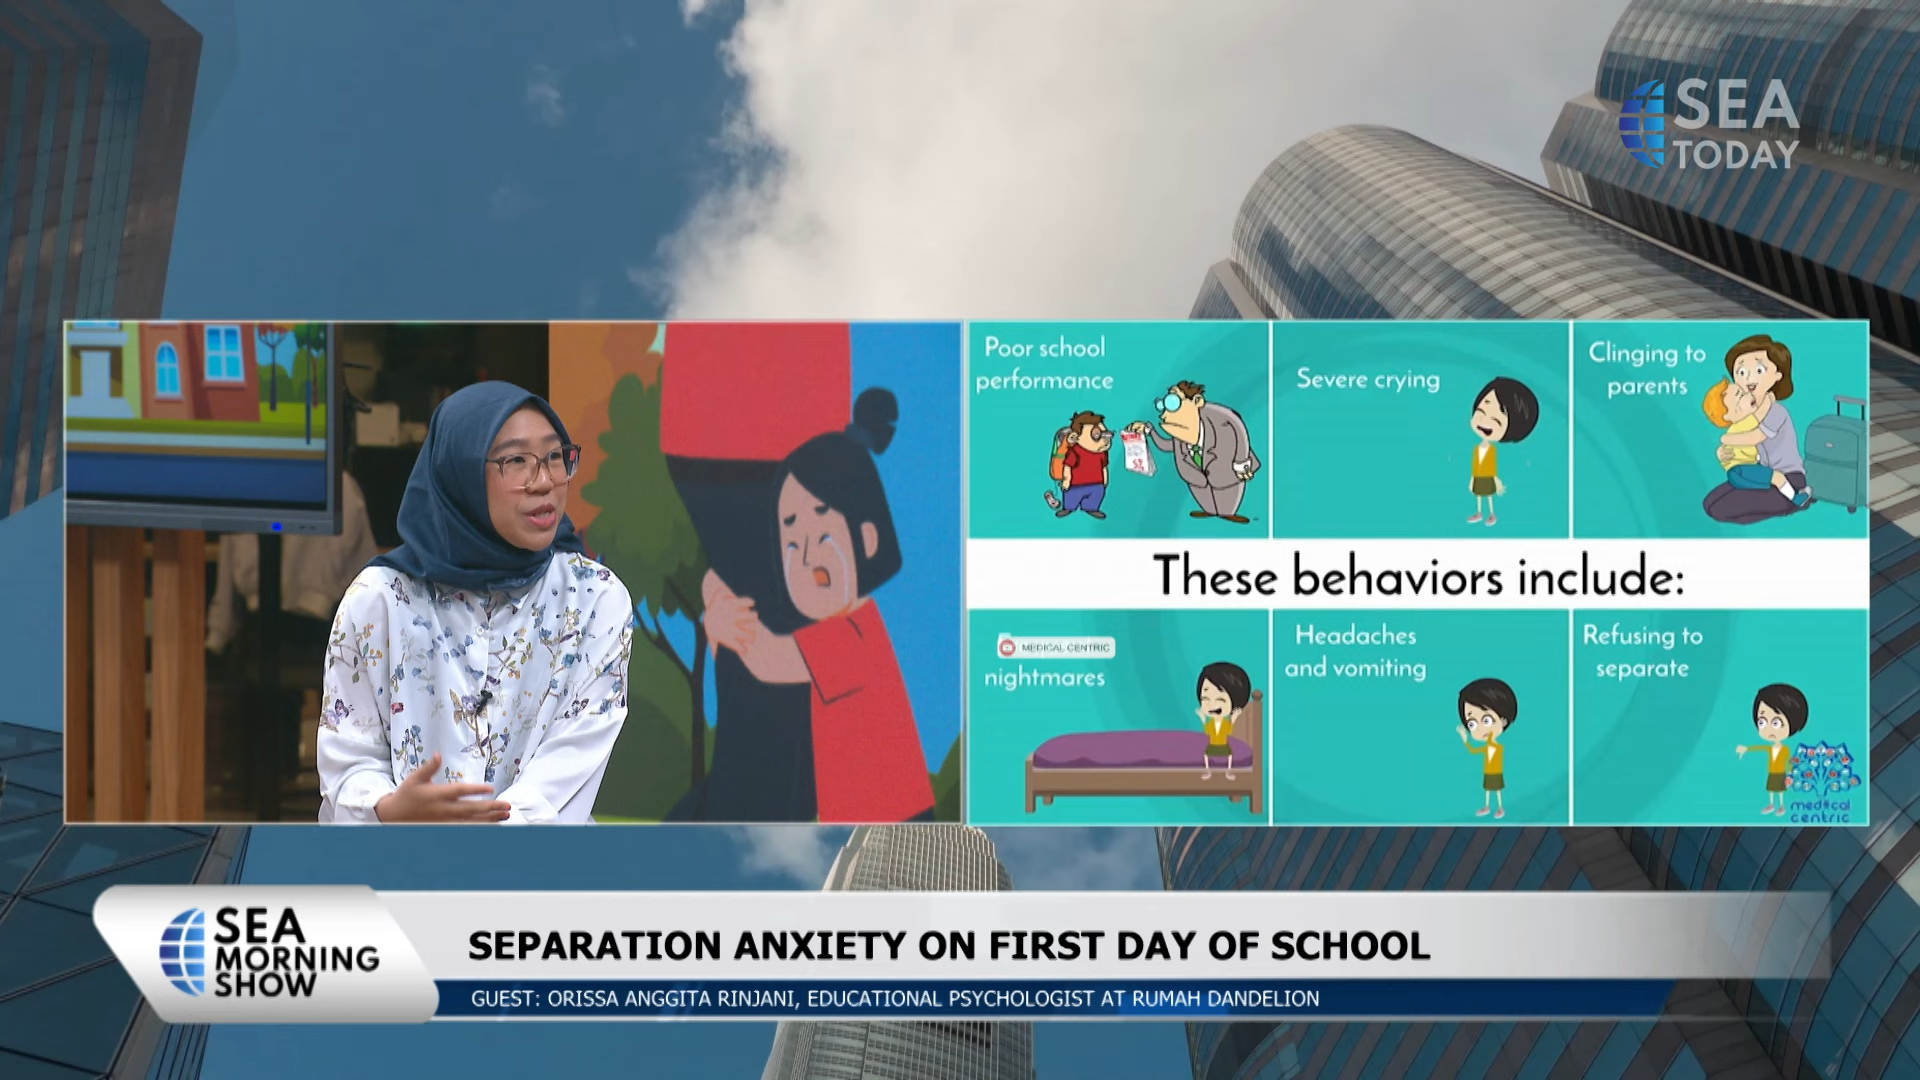 SEA
TODAY
Poor school
performance
Severe crying
Clinging to
parents
These behaviors include:
MEDICAL CENTRIC
nightmares
Headaches
and vomiting
Refusing to
separate
medical
centric
SEA
MORNING
SHOW
SEPARATION ANXIETY ON FIRST DAY OF SCHOOL
GUEST: ORISSA ANGGITA RINJANI, EDUCATIONAL PSYCHOLOGIST AT RUMAH DANDELION